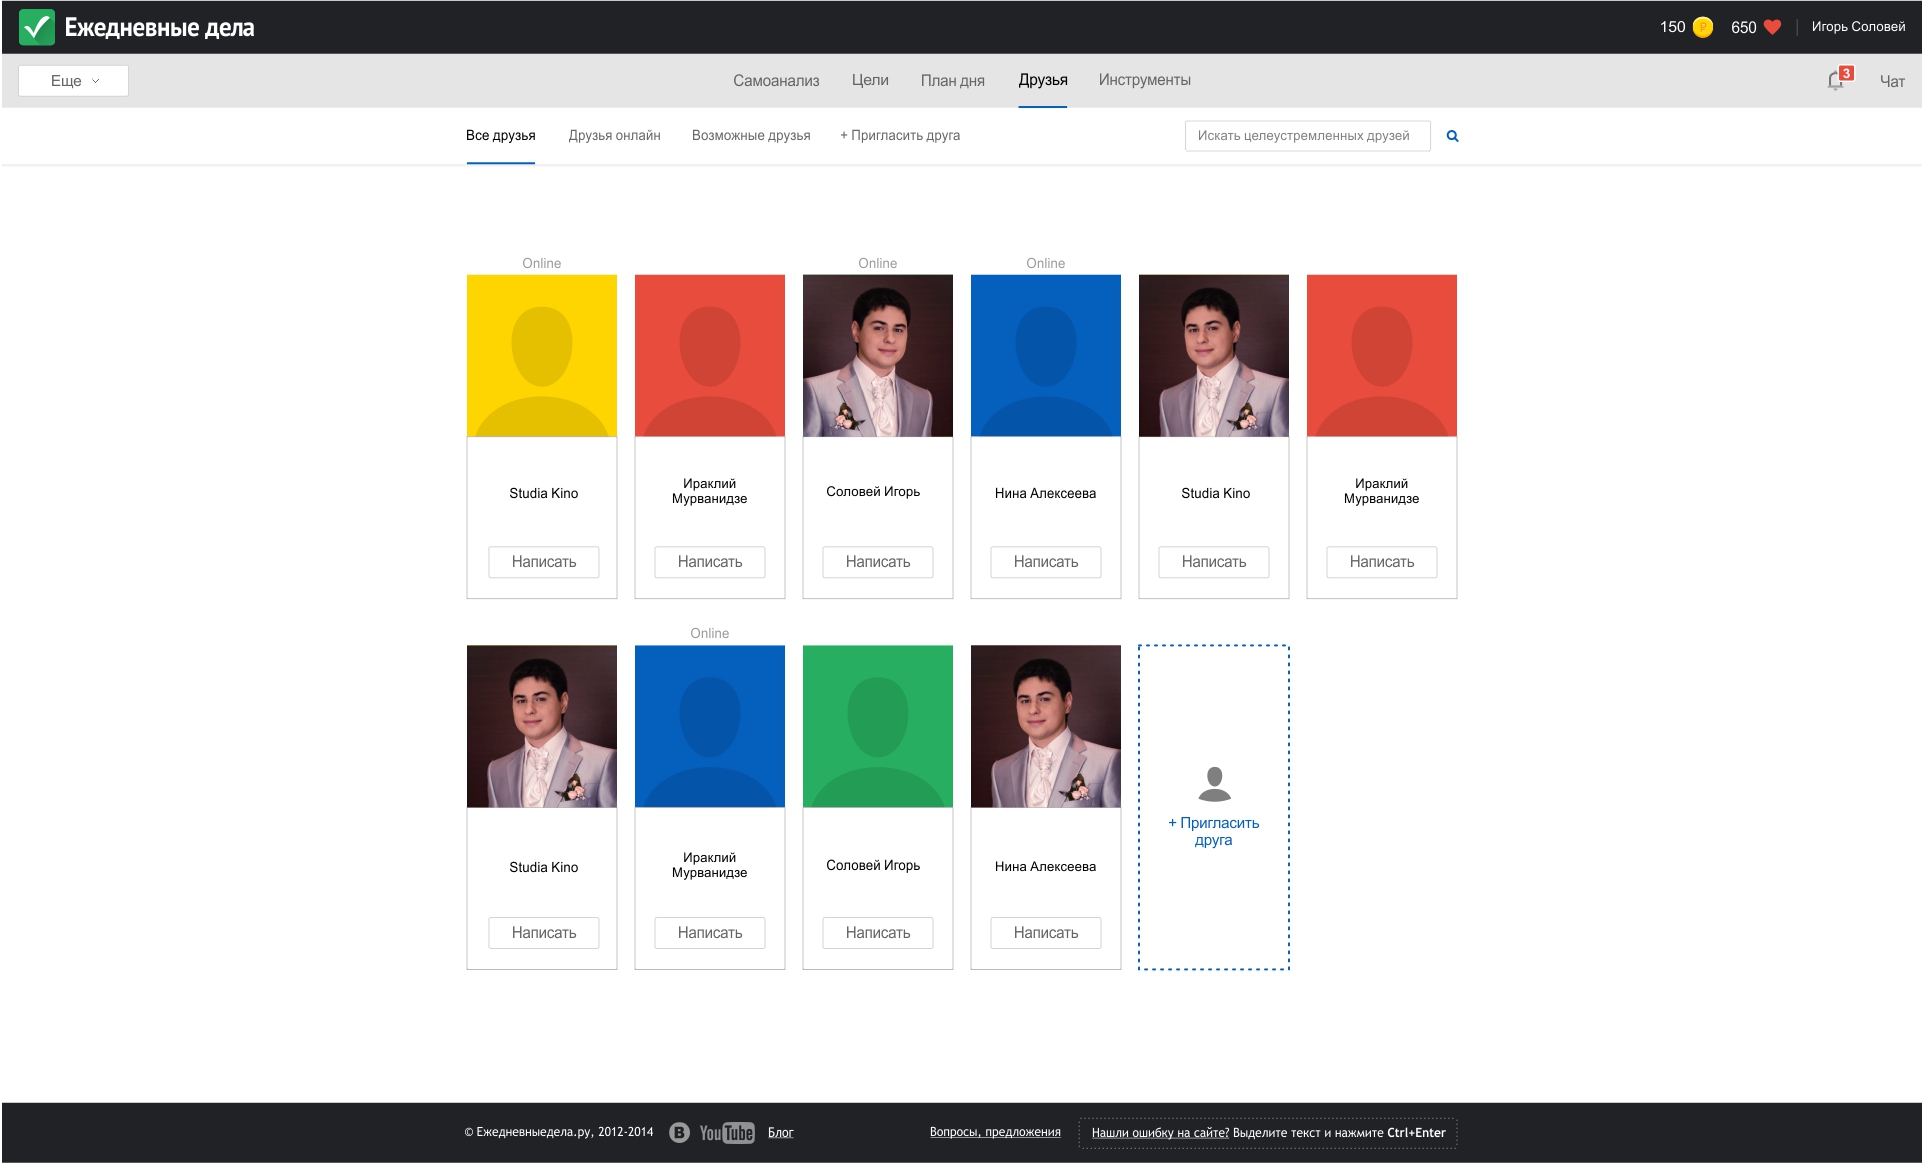 Ежедневные дела
150
650
Игорь Соловей
Еще
Самоанализ
Цели
План дня
Друзья
Инструменты
3
Чат
Все друзья
Друзья онлайн
Возможные друзья
+ Пригласить друга
Искать целеустремленных друзей
Online
Online
Online
Studia Kino
Ираклий
Мурванидзе
Соловей Игорь
Нина Алексеева
Studia Kino
Ираклий
Мурванидзе
Написать
Написать
Написать
Написать
Написать
Написать
Online
Studia Kino
Ираклий
Мурванидзе
Соловей Игорь
Нина Алексеева
+ Пригласить
друга
Написать
Написать
Написать
Написать
© Ежедневныедела.ру, 2012-2014
B
YouTube
Блог
Вопросы, предложения
Нашли ошибку на сайте? Выделите текст и нажмите Ctrl+Enter